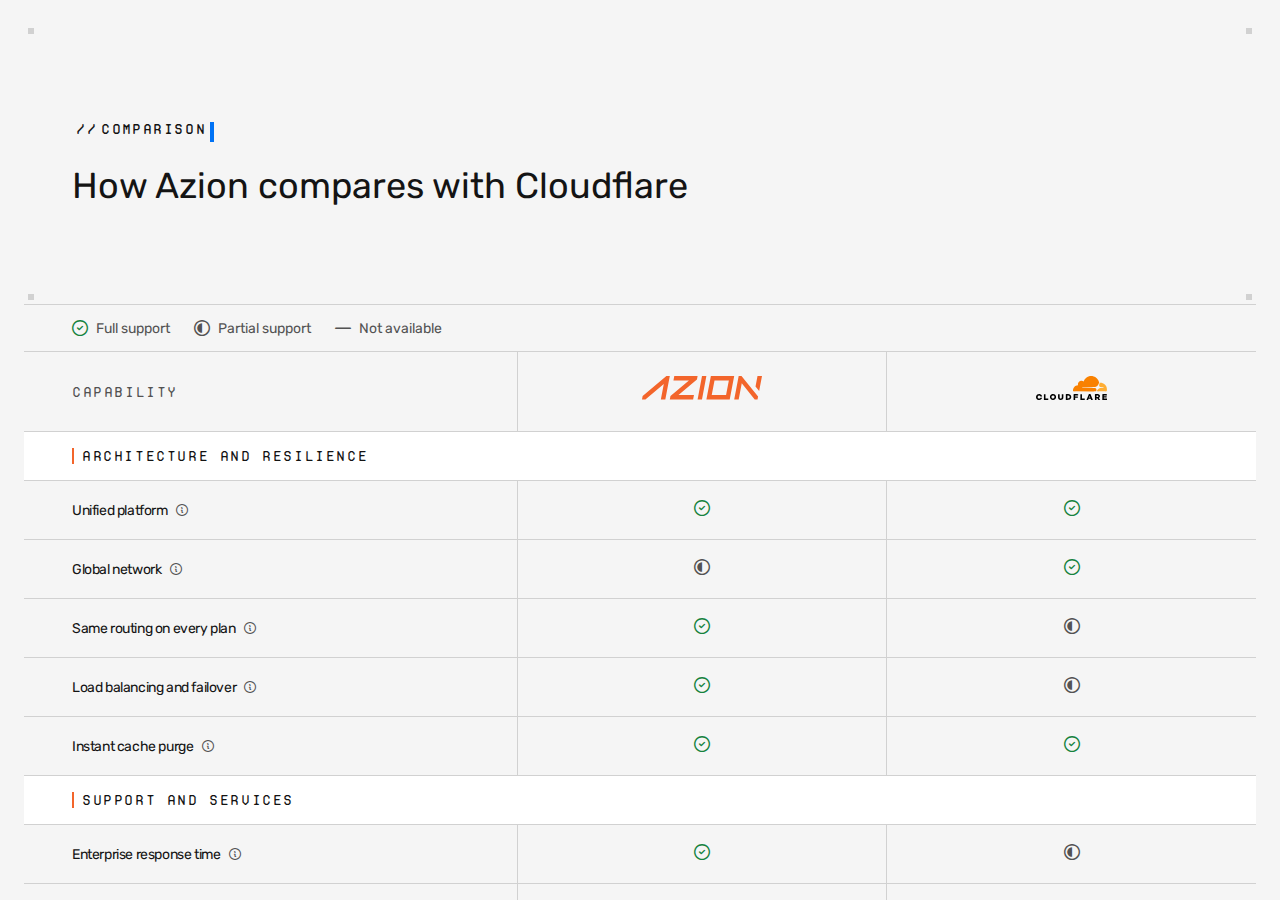 // COMPARISON
How Azion compares with Cloudflare
Full support Partial support Not available
CAPABILITY AZION CLOUDFLARE
ARCHITECTURE AND RESILIENCE
Unified platform
Global network
Same routing on every plan
Load balancing and failover
Instant cache purge
SUPPORT AND SERVICES
Enterprise response time